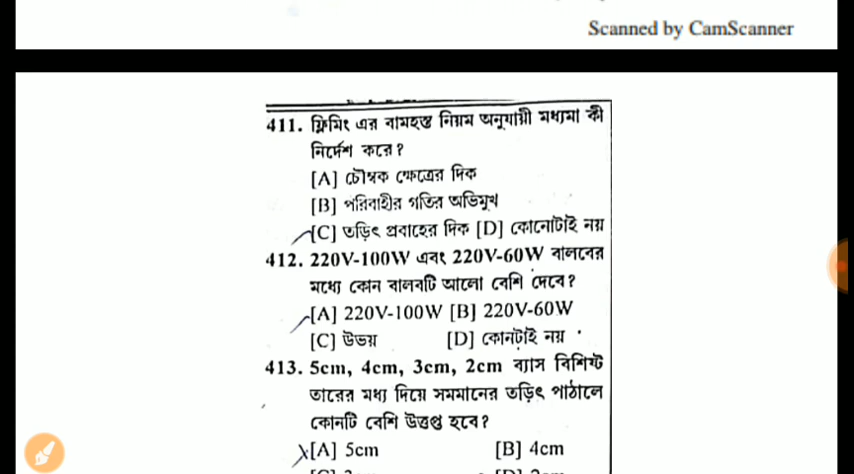 Scanned by CamScanner
411. ফ্লিমিং এর বামহস্ত নিয়ম অনুযায়ী মধ্যমা কী
নির্দেশ করে?
[A] চৌম্বক ক্ষেত্রের দিক
[B] পরিবাহীর গতির অভিমুখ
[C] তড়িৎ প্রবাহের দিক [D] কোনোটাই নয়
412. 220V-100W এবং 220V-60W বালবের
মধ্যে কোন বালবটি আলো বেশি দেবে?
[A] 220V-100W [B] 220V-60W
[C] উভয় [D] কোনটাই নয়
413. 5cm, 4cm, 3cm, 2cm ব্যাস বিশিষ্ট
তারের মধ্য দিয়ে সমমানের তড়িৎ পাঠালে
কোনটি বেশি উত্তপ্ত হবে?
[A] 5cm [B] 4cm